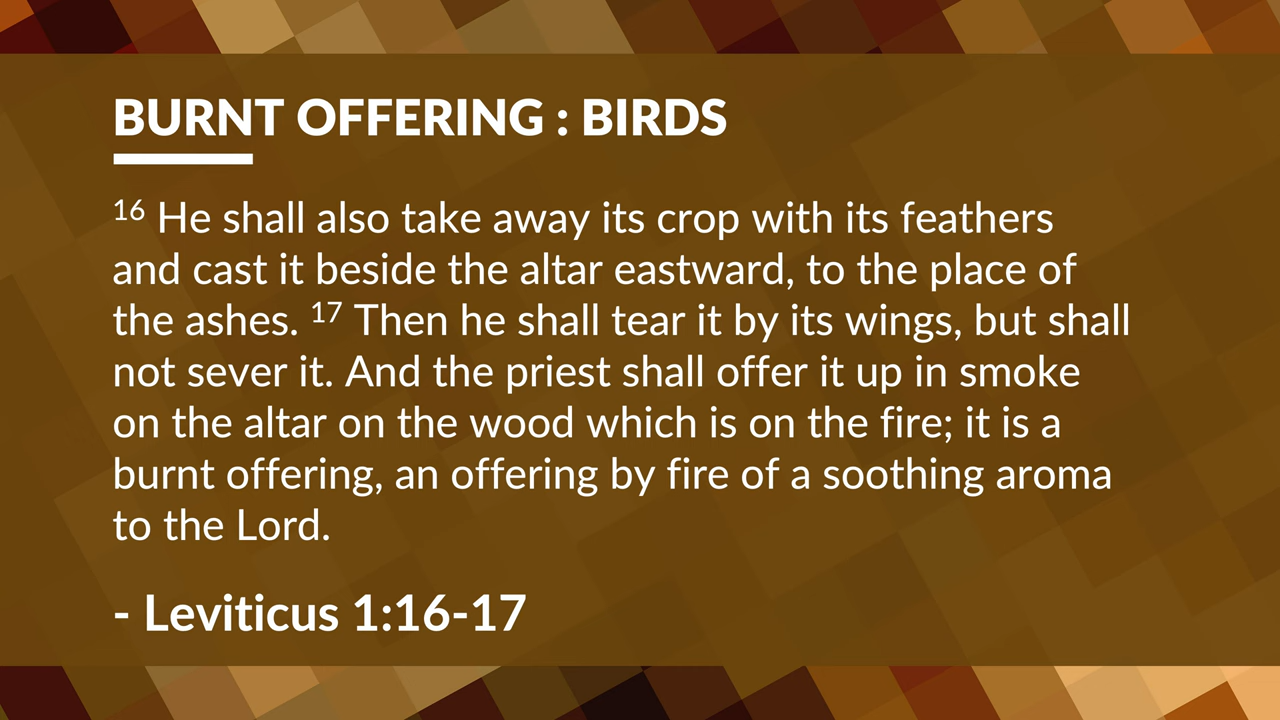 BURNT OFFERING : BIRDS
16 He shall also take away its crop with its feathers
and cast it beside the altar eastward, to the place of
the ashes. 17 Then he shall tear it by its wings, but shall
not sever it. And the priest shall offer it up in smoke
on the altar on the wood which is on the fire; it is a
burnt offering, an offering by fire of a soothing aroma
to the Lord.
- Leviticus 1:16-17